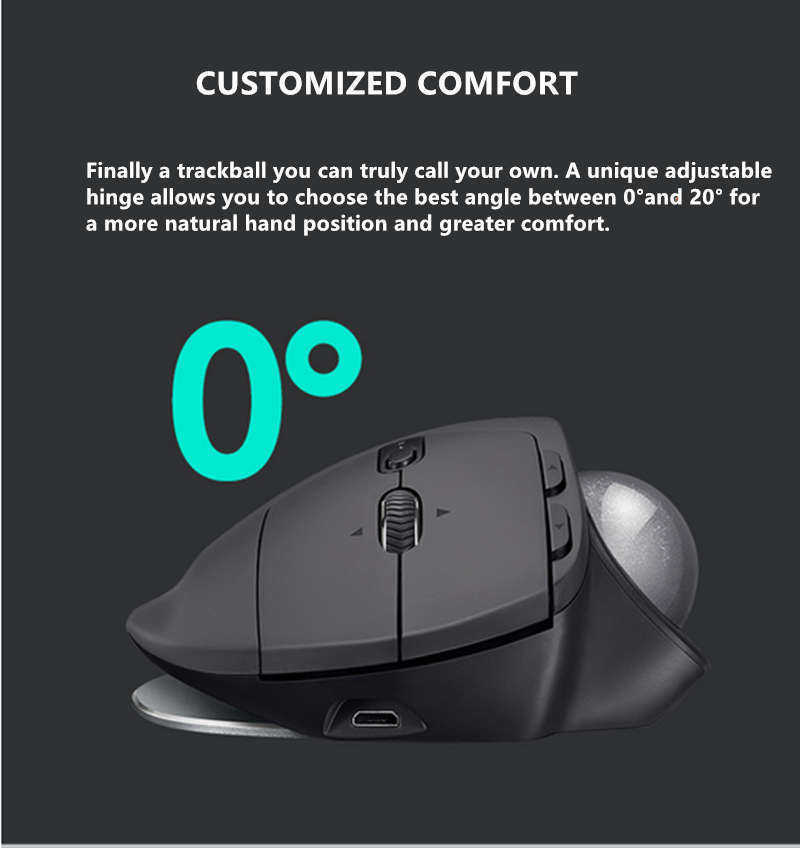 CUSTOMIZED COMFORT
Finally a trackball you can truly call your own. A unique adjustable
hinge allows you to choose the best angle between 0°and 20° for
a more natural hand position and greater comfort.
0°